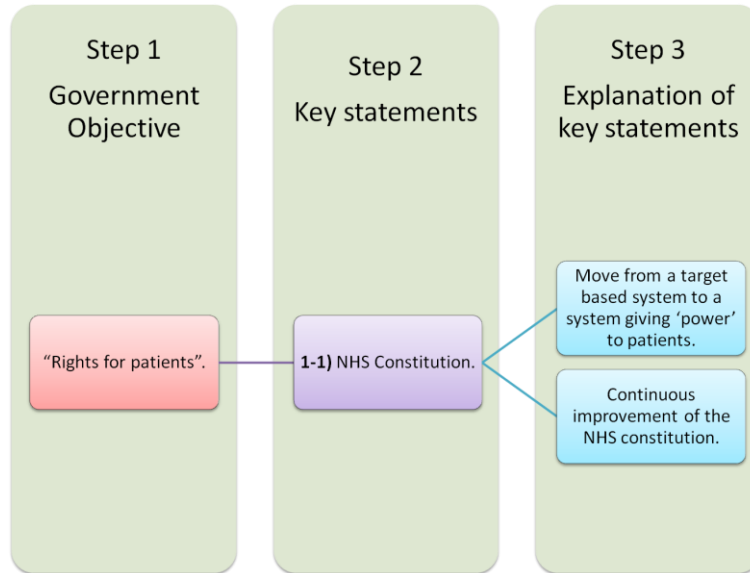 Step 1
Government
Objective
Step 2
Key statements
Step 3
Explanation of
key statements
“Rights for patients”.
1-1) NHS Constitution.
Move from a target
based system to a
system giving ‘power’
to patients.
Continuous
improvement of the
NHS constitution.